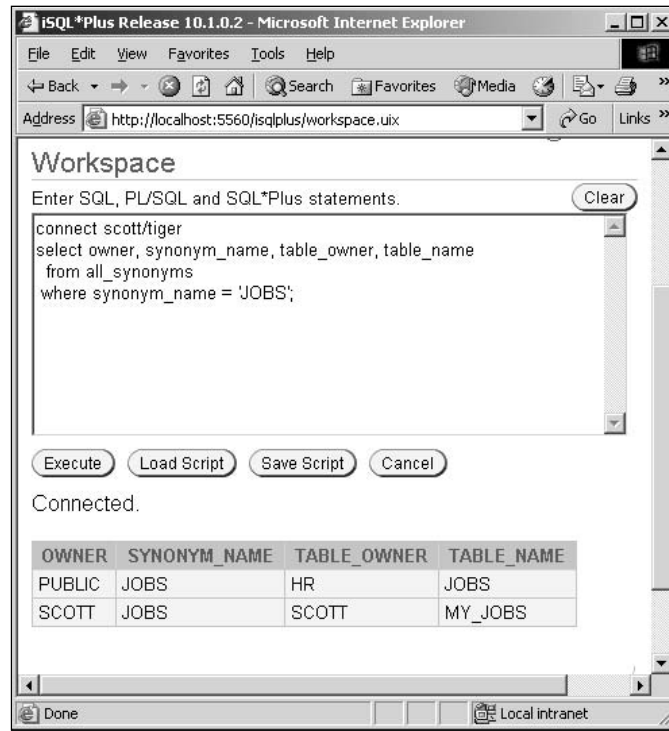 iSQL*Plus Release 10.1.0.2 - Microsoft Internet Explorer
File Edit View Favorites Tools Help
Back Search Favorites Media »
Address http://localhost:5560/isqlplus/workspace.uix Go Links »
Workspace
Enter SQL, PL/SQL and SQL*Plus statements. Clear
connect scott/tiger
select owner, synonym_name, table_owner, table_name
from all_synonyms
where synonym_name = 'JOBS';
Execute Load Script Save Script Cancel
Connected.
OWNER SYNONYM_NAME TABLE_OWNER TABLE_NAME
PUBLIC JOBS HR JOBS
SCOTT JOBS SCOTT MY_JOBS
Done Local intranet